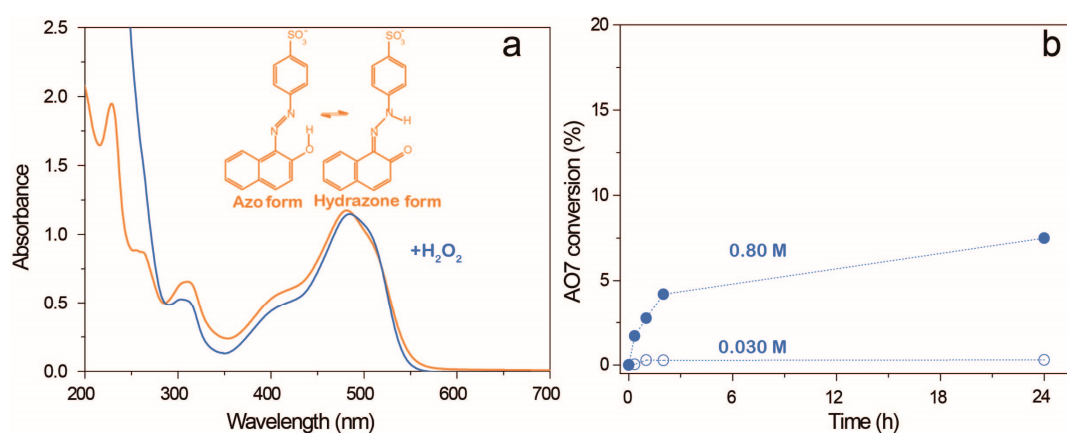 a
2.5
2.0
1.5
1.0
0.5
0.0
200
300
400
500
600
700
Absorbance
Wavelength (nm)
SO₃⁻
SO₃⁻
N
N
N
N
H
H
O
O
Azo form
Hydrazone form
+H₂O₂
b
20
15
10
5
0
0
6
12
18
24
AO7 conversion (%)
Time (h)
0.80 M
0.030 M